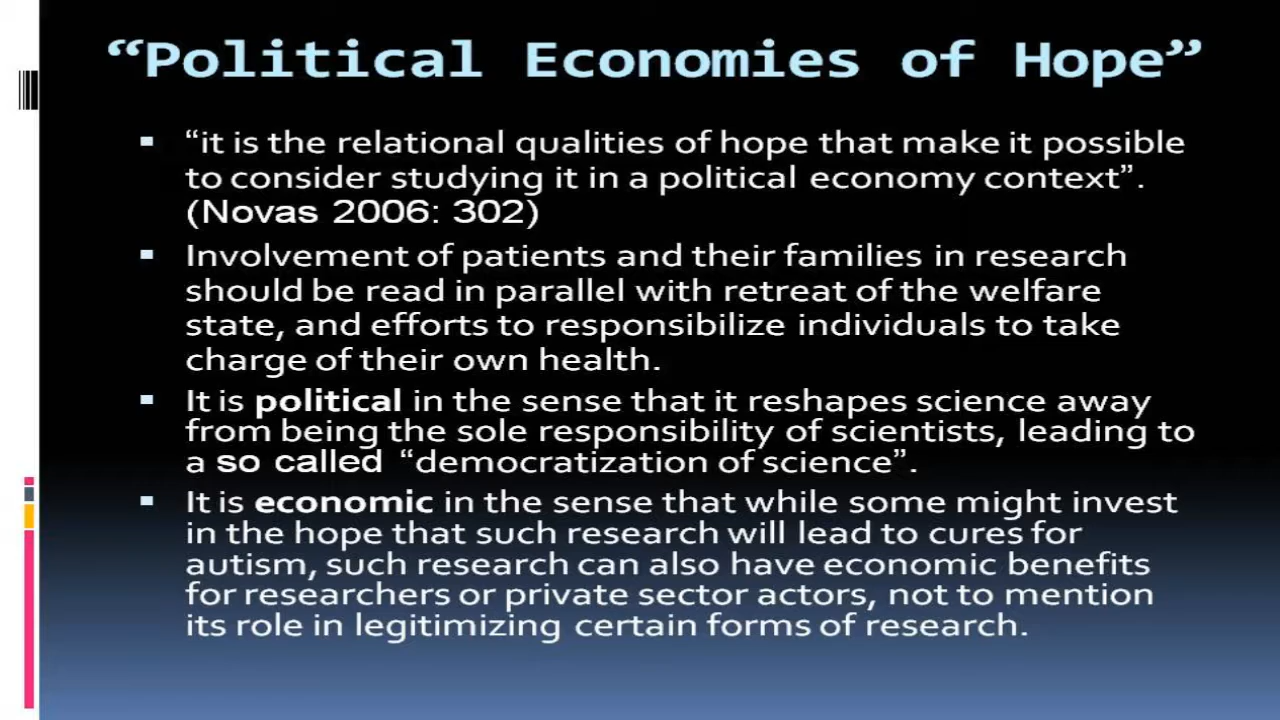 “Political Economies of Hope”
“it is the relational qualities of hope that make it possible
to consider studying it in a political economy context”.
(Novas 2006: 302)
Involvement of patients and their families in research
should be read in parallel with retreat of the welfare
state, and efforts to responsibilize individuals to take
charge of their own health.
It is political in the sense that it reshapes science away
from being the sole responsibility of scientists, leading to
a so called “democratization of science”.
It is economic in the sense that while some might invest
in the hope that such research will lead to cures for
autism, such research can also have economic benefits
for researchers or private sector actors, not to mention
its role in legitimizing certain forms of research.